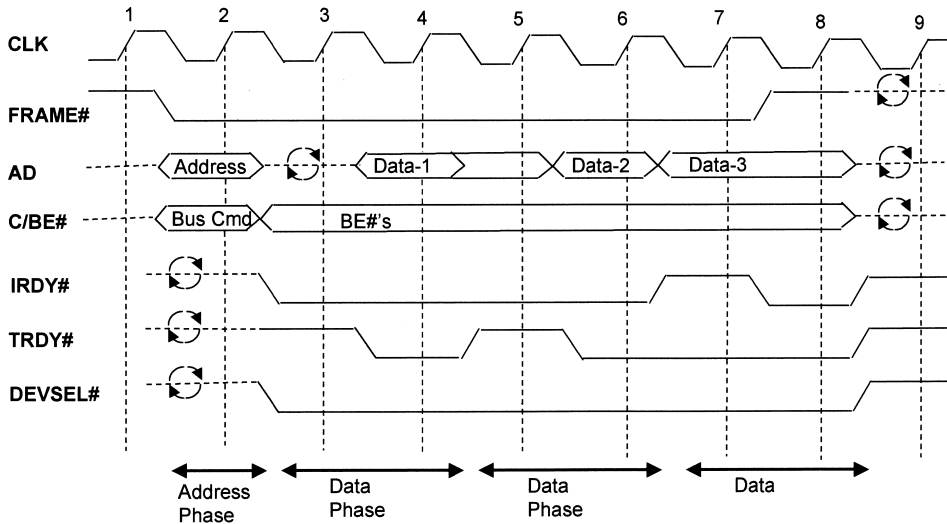 1 2 3 4 5 6 7 8 9
CLK
FRAME#
AD Address Data-1 Data-2 Data-3
C/BE# Bus Cmd BE#'s
IRDY#
TRDY#
DEVSEL#
Address Data Data Data
Phase Phase Phase